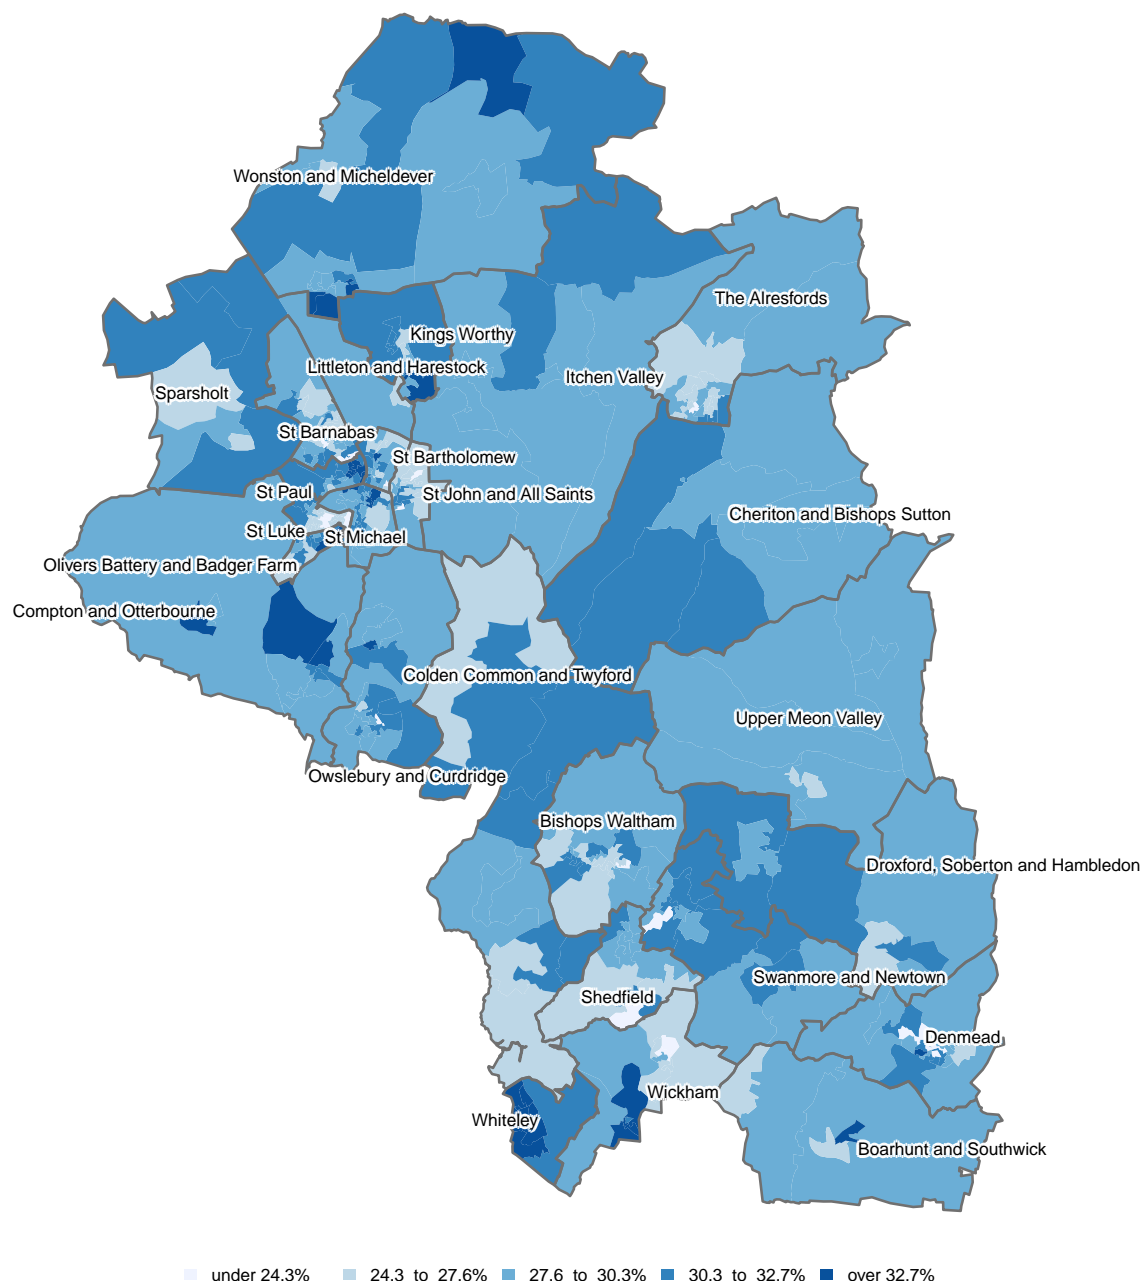 Wonston and Micheldever
The Alresfords
Kings Worthy
Littleton and Harestock
Itchen Valley
Sparsholt
St Barnabas
St Bartholomew
St Paul
St John and All Saints
Cheriton and Bishops Sutton
St Luke
St Michael
Olivers Battery and Badger Farm
Compton and Otterbourne
Colden Common and Twyford
Upper Meon Valley
Owslebury and Curdridge
Bishops Waltham
Droxford, Soberton and Hambledon
Swanmore and Newtown
Shedfield
Denmead
Wickham
Whiteley
Boarhunt and Southwick
under 24.3% 24.3 to 27.6% 27.6 to 30.3% 30.3 to 32.7% over 32.7%